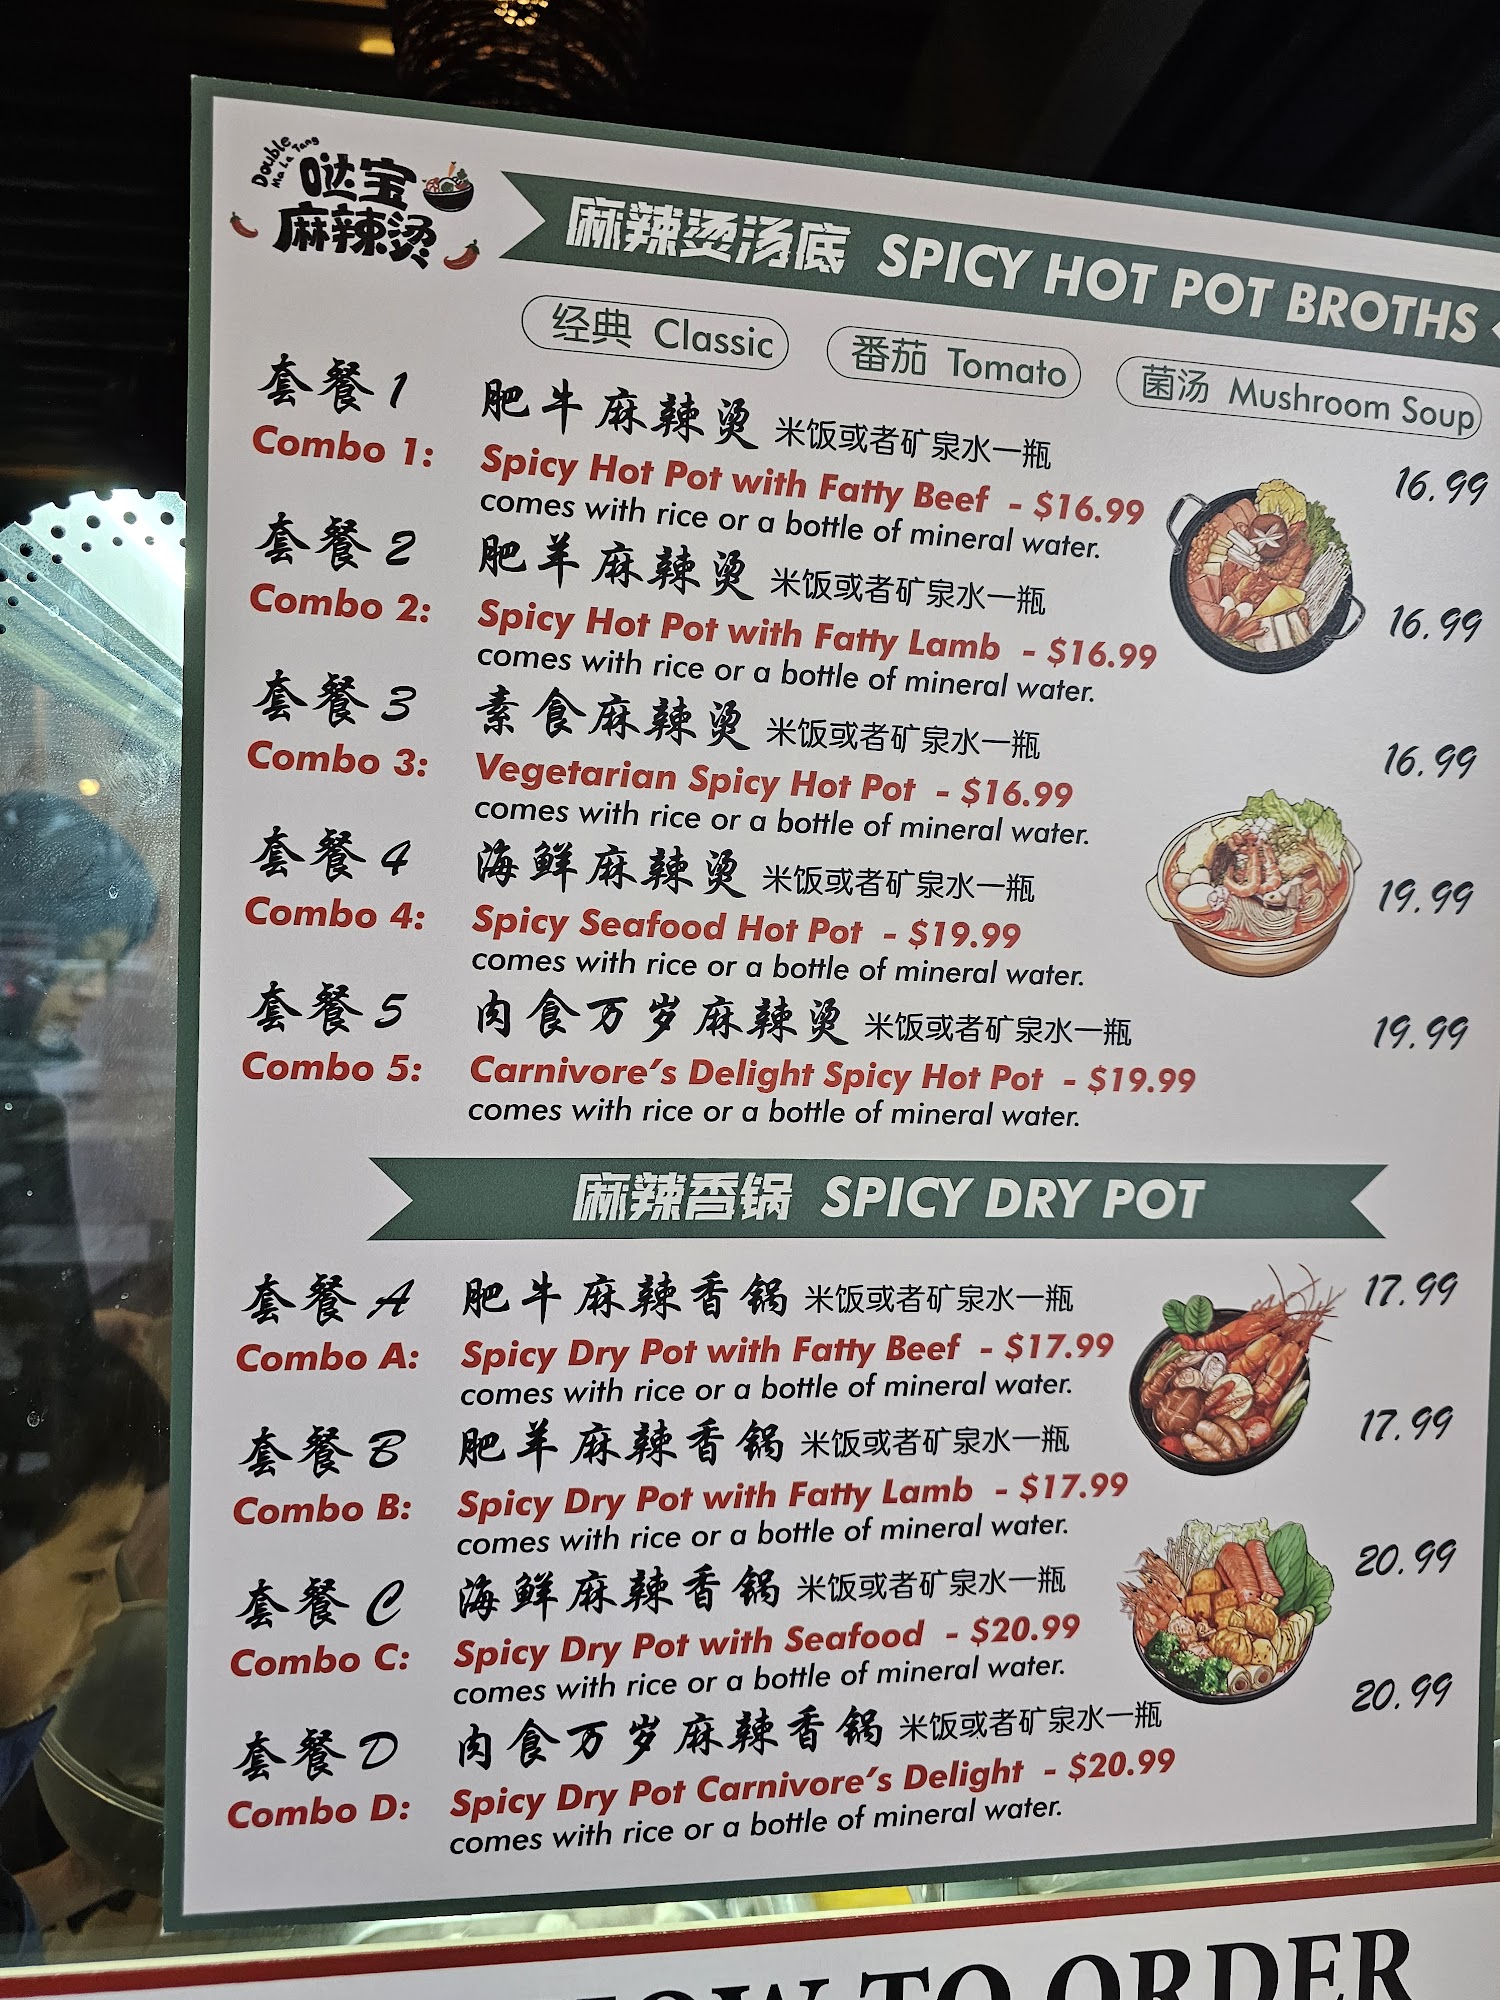 Double
Ma La Tang
哒宝
麻辣烫
麻辣烫汤底 SPICY HOT POT BROTHS
经典 Classic
番茄 Tomato
菌汤 Mushroom Soup
套餐1 肥牛麻辣烫 米饭或者矿泉水一瓶 16.99
Combo 1: Spicy Hot Pot with Fatty Beef - $16.99
comes with rice or a bottle of mineral water.
套餐2 肥羊麻辣烫 米饭或者矿泉水一瓶 16.99
Combo 2: Spicy Hot Pot with Fatty Lamb - $16.99
comes with rice or a bottle of mineral water.
套餐3 素食麻辣烫 米饭或者矿泉水一瓶 16.99
Combo 3: Vegetarian Spicy Hot Pot - $16.99
comes with rice or a bottle of mineral water.
套餐4 海鲜麻辣烫 米饭或者矿泉水一瓶 19.99
Combo 4: Spicy Seafood Hot Pot - $19.99
comes with rice or a bottle of mineral water.
套餐5 肉食万岁麻辣烫 米饭或者矿泉水一瓶 19.99
Combo 5: Carnivore's Delight Spicy Hot Pot - $19.99
comes with rice or a bottle of mineral water.
麻辣香锅 SPICY DRY POT
套餐A 肥牛麻辣香锅 米饭或者矿泉水一瓶 17.99
Combo A: Spicy Dry Pot with Fatty Beef - $17.99
comes with rice or a bottle of mineral water.
套餐B 肥羊麻辣香锅 米饭或者矿泉水一瓶 17.99
Combo B: Spicy Dry Pot with Fatty Lamb - $17.99
comes with rice or a bottle of mineral water.
套餐C 海鲜麻辣香锅 米饭或者矿泉水一瓶 20.99
Combo C: Spicy Dry Pot with Seafood - $20.99
comes with rice or a bottle of mineral water.
套餐D 肉食万岁麻辣香锅 米饭或者矿泉水一瓶 20.99
Combo D: Spicy Dry Pot Carnivore's Delight - $20.99
comes with rice or a bottle of mineral water.
HOW TO ORDER